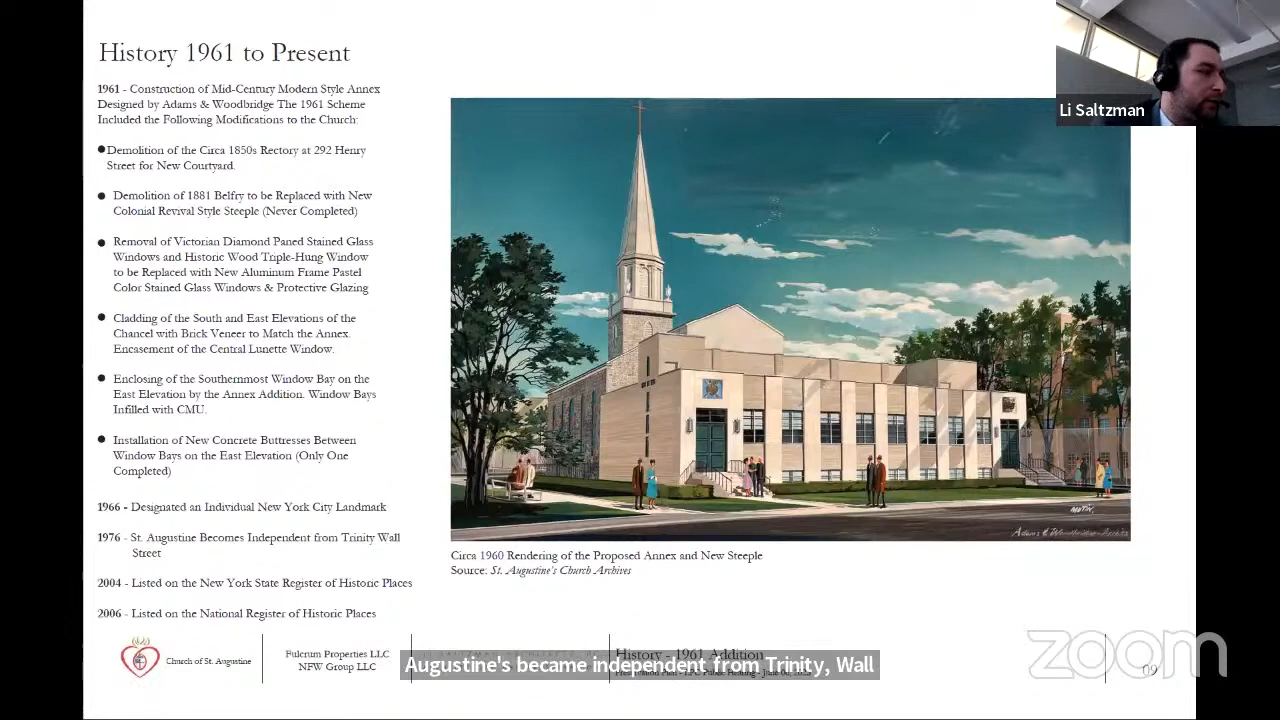 History 1961 to Present
1961 - Construction of Mid-Century Modern Style Annex
Designed by Adams & Woodbridge The 1961 Scheme
Included the Following Modifications to the Church:
●Demolition of the Circa 1850s Rectory at 292 Henry
Street for New Courtyard.
● Demolition of 1881 Belfry to be Replaced with New
Colonial Revival Style Steeple (Never Completed)
● Removal of Victorian Diamond Paned Stained Glass
Windows and Historic Wood Triple-Hung Window
to be Replaced with New Aluminum Frame Pastel
Color Stained Glass Windows & Protective Glazing
● Cladding of the South and East Elevations of the
Chancel with Brick Veneer to Match the Annex.
Encasement of the Central Lunette Window.
● Enclosing of the Southernmost Window Bay on the
East Elevation by the Annex Addition. Window Bays
Infilled with CMU.
● Installation of New Concrete Buttresses Between
Window Bays on the East Elevation (Only One
Completed)
1966 - Designated an Individual New York City Landmark
1976 - St. Augustine Becomes Independent from Trinity Wall
Street
2004 - Listed on the New York State Register of Historic Places
2006 - Listed on the National Register of Historic Places
Li Saltzman
Circa 1960 Rendering of the Proposed Annex and New Steeple
Source: St. Augustine's Church Archives
Church of St. Augustine
Fulcrum Properties LLC
NFW Group LLC
History - 1961 Addition
Augustine's became independent from Trinity, Wall
zoom
09